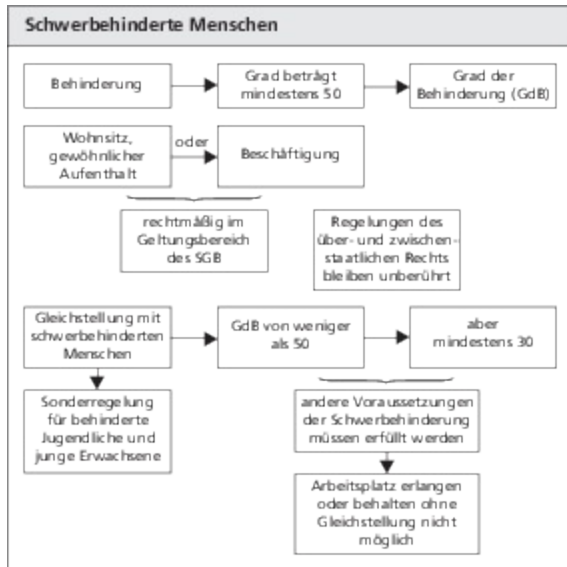 Schwerbehinderte Menschen
Behinderung
Grad beträgt
mindestens 50
Grad der
Behinderung (GdB)
Wohnsitz,
gewöhnlicher
Aufenthalt
oder
Beschäftigung
rechtmäßig im
Geltungsbereich
des SGB
Regelungen des
über- und zwischen-
staatlichen Rechts
bleiben unberührt
Gleichstellung mit
schwerbehinderten
Menschen
GdB von weniger
als 50
aber
mindestens 30
Sonderregelung
für behinderte
Jugendliche und
junge Erwachsene
andere Voraussetzungen
der Schwerbehinderung
müssen erfüllt werden
Arbeitsplatz erlangen
oder behalten ohne
Gleichstellung nicht
möglich